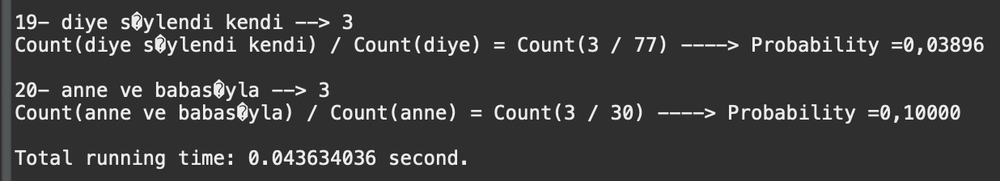 19- diye s�ylendi kendi --> 3
Count(diye s�ylendi kendi) / Count(diye) = Count(3 / 77) ----> Probability =0,03896
20- anne ve babas�yla --> 3
Count(anne ve babas�yla) / Count(anne) = Count(3 / 30) ----> Probability =0,10000
Total running time: 0.043634036 second.